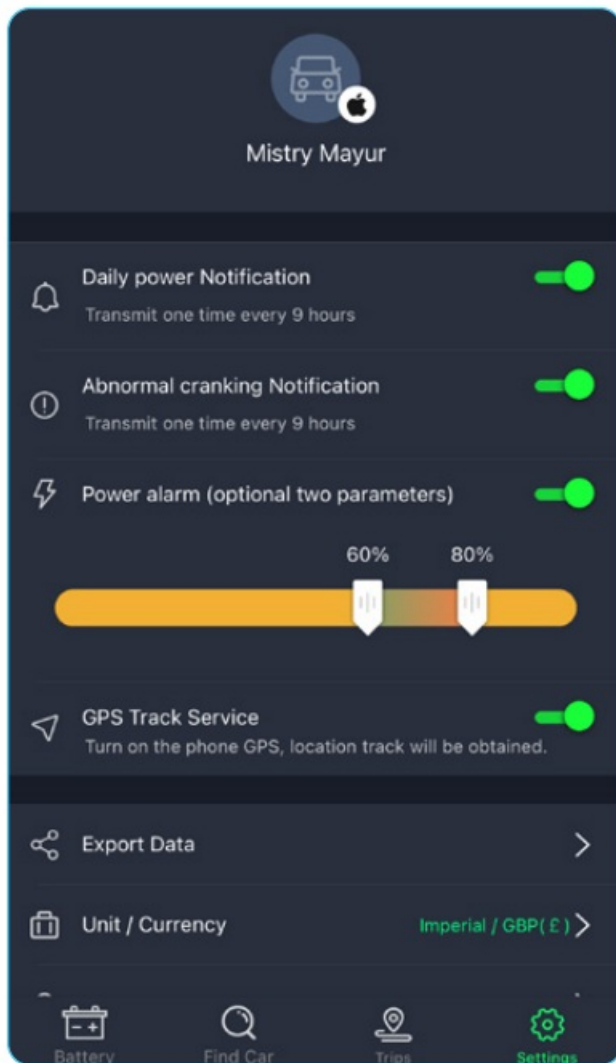 Mistry Mayur
Daily power Notification
Transmit one time every 9 hours
Abnormal cranking Notification
Transmit one time every 9 hours
Power alarm (optional two parameters)
60% 80%
GPS Track Service
Turn on the phone GPS, location track will be obtained.
Export Data
Unit / Currency Imperial / GBP(£)
Battery Find Car Trips Settings